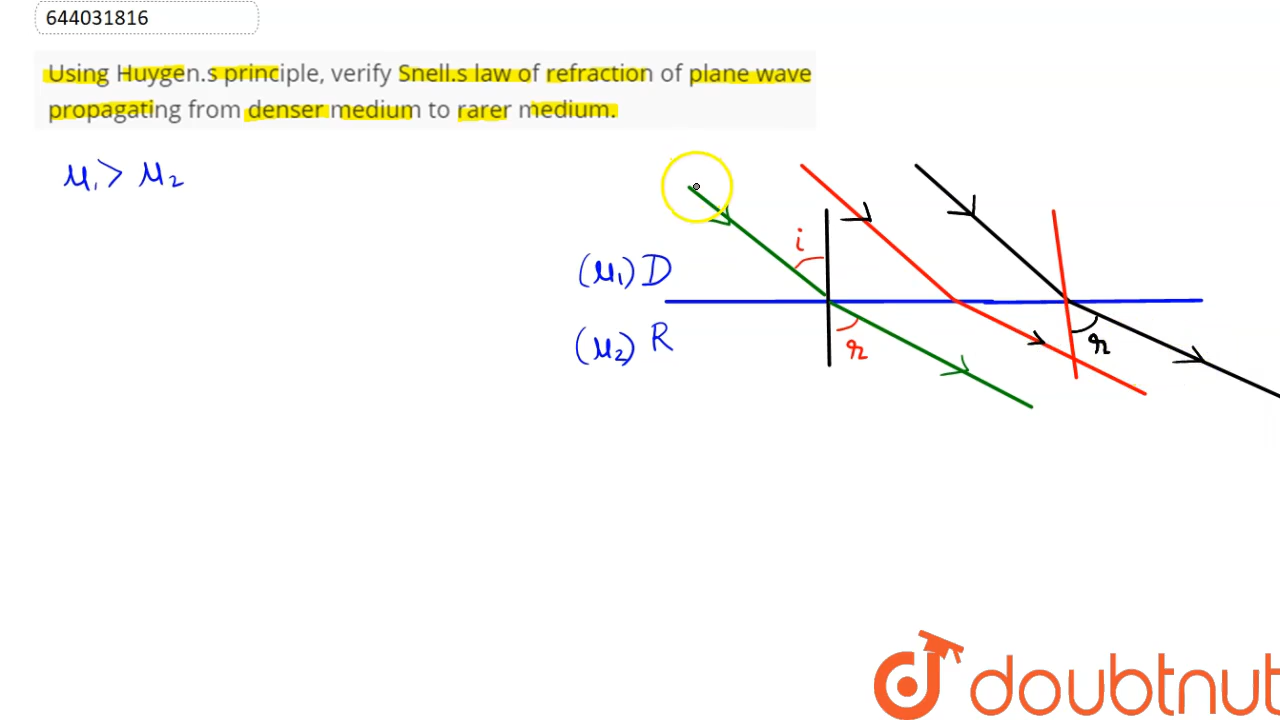 644031816
Using Huygen.s principle, verify Snell.s law of refraction of plane wave
propagating from denser medium to rarer medium.
μ₁ > μ₂
i
(μ₁) D
(μ₂) R
r
r
doubtnut